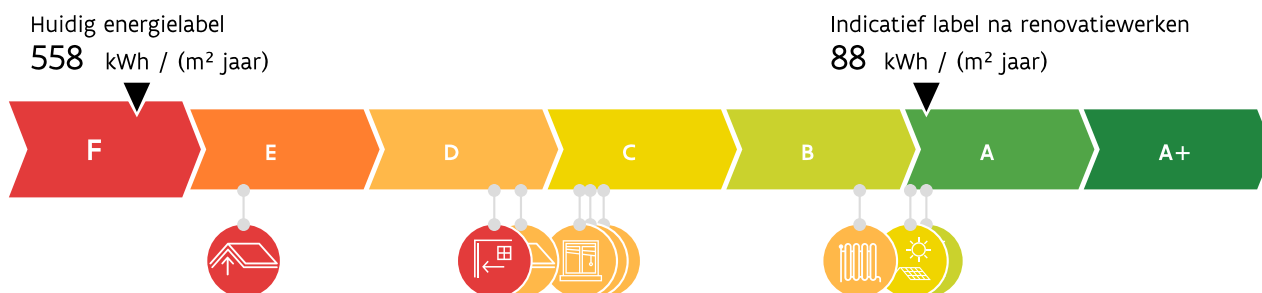 Huidig energielabel
558 kWh / (m² jaar)
Indicatief label na renovatiewerken
88 kWh / (m² jaar)
F E D C B A A+